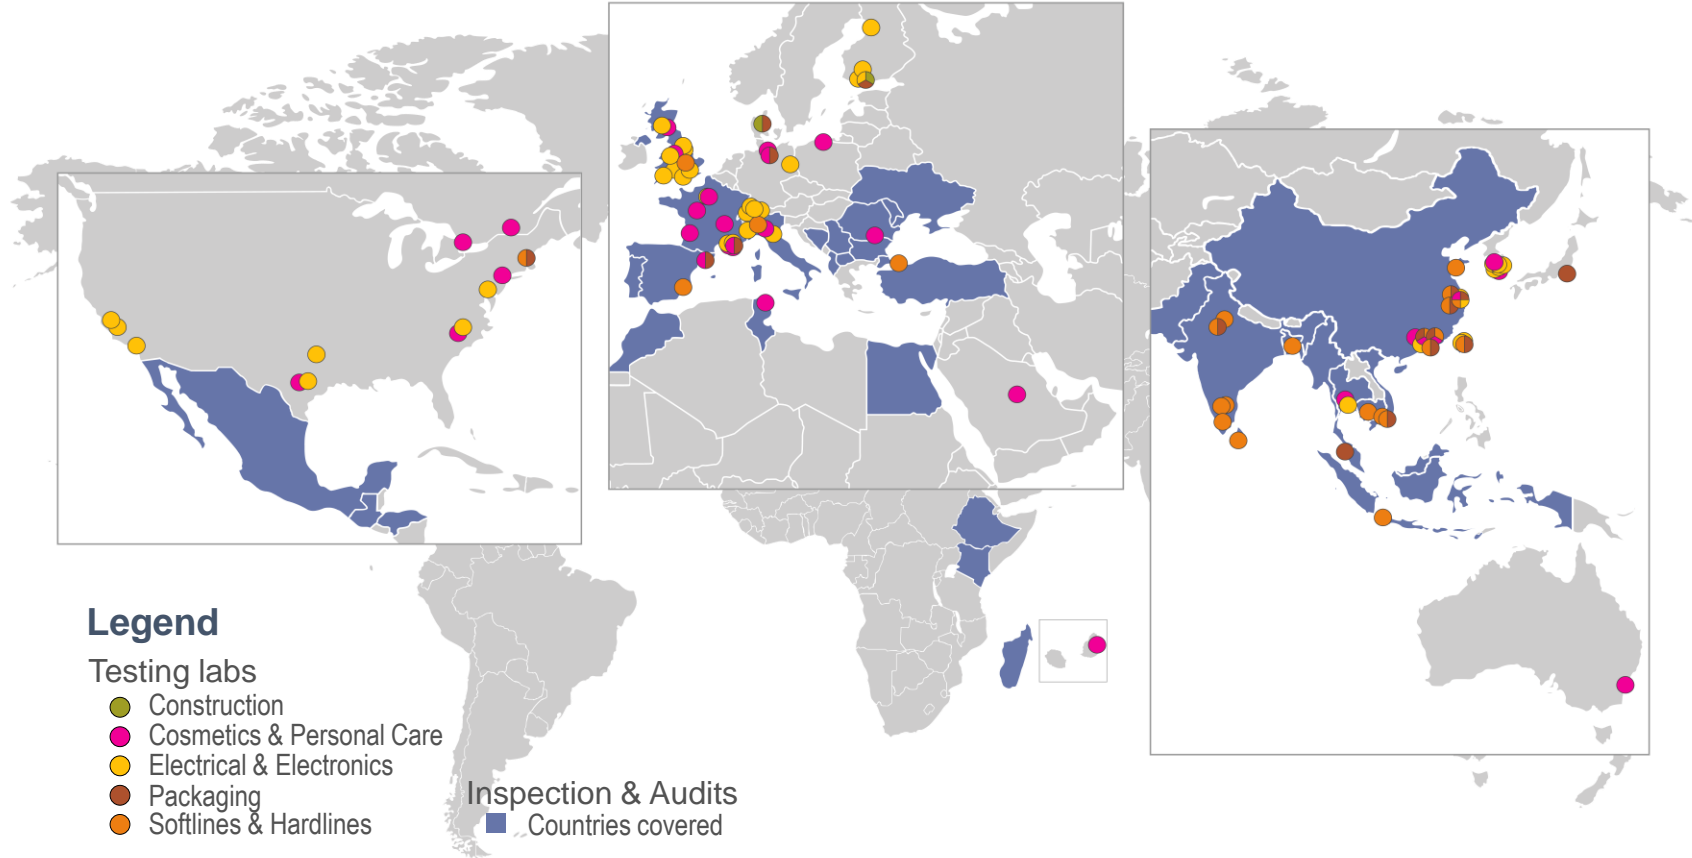 Legend
Testing labs
Construction
Cosmetics & Personal Care
Electrical & Electronics
Packaging
Softlines & Hardlines
Inspection & Audits
Countries covered